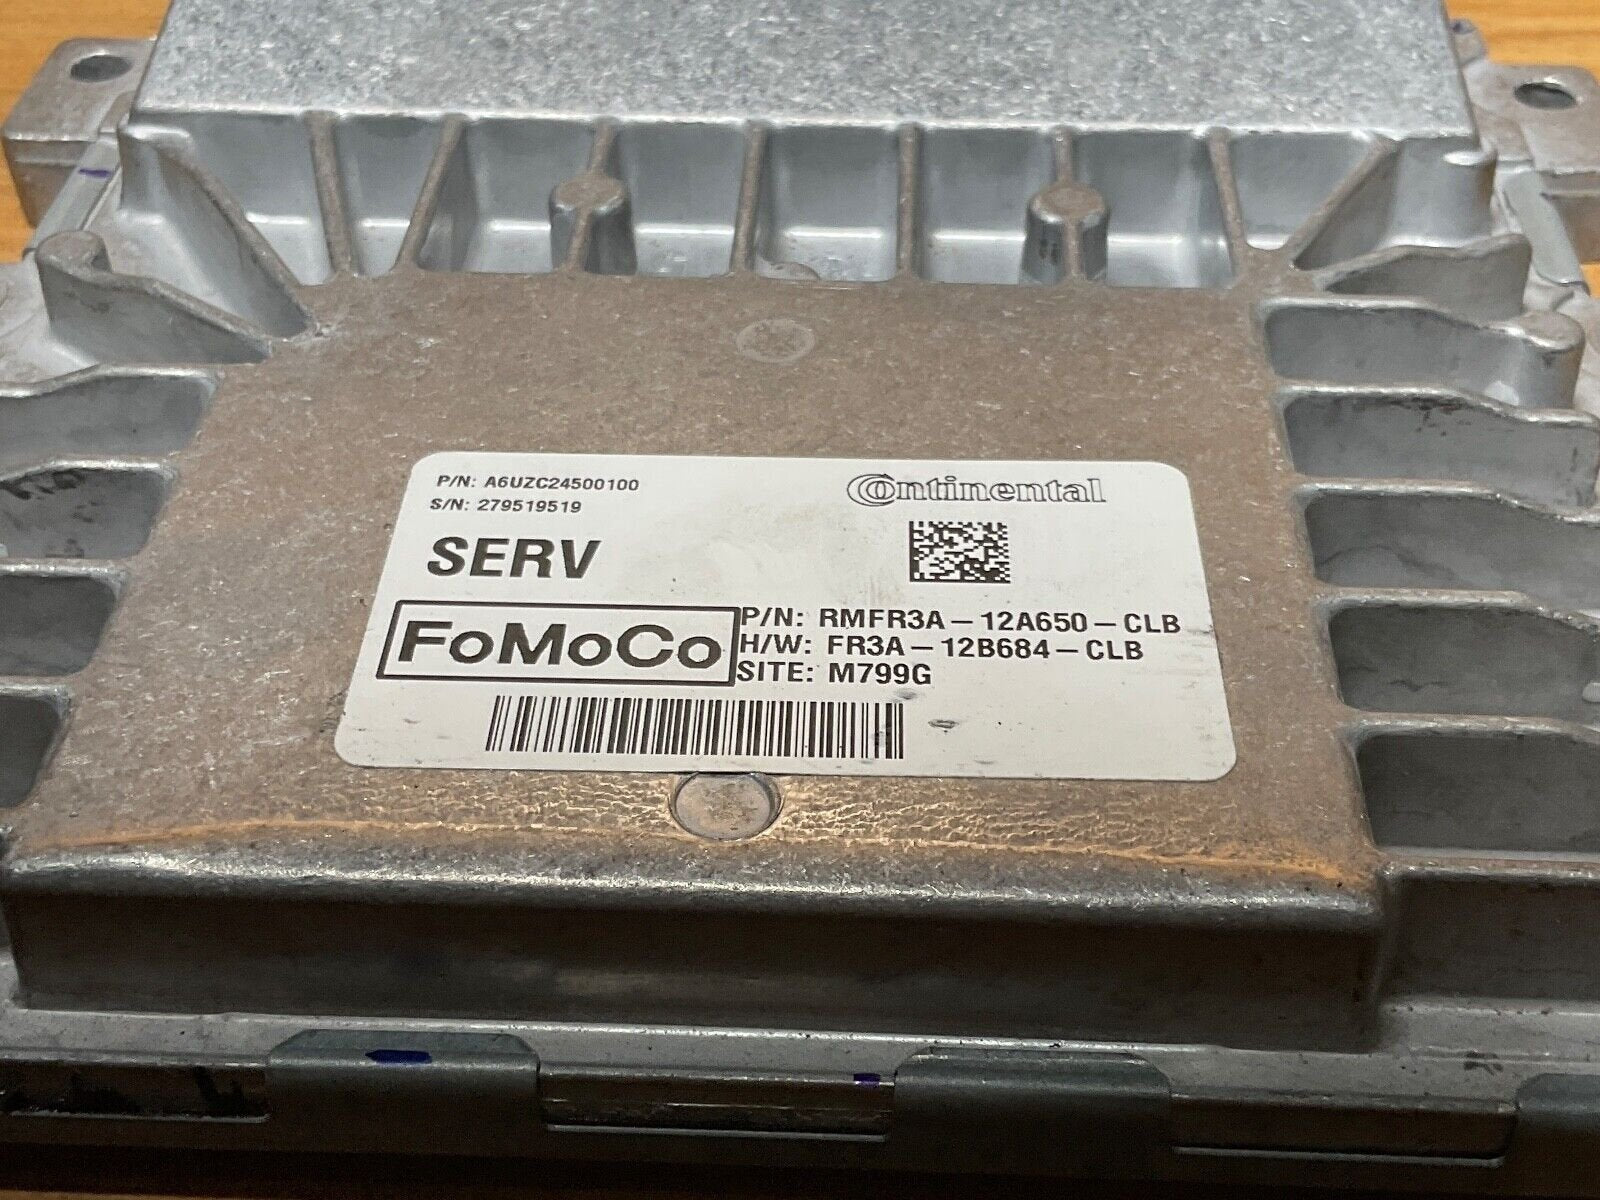 P/N: A6UZC24500100
S/N: 279519519
Continental
SERV
FoMoCo
P/N: RMFR3A-12A650-CLB
H/W: FR3A-12B684-CLB
SITE: M799G